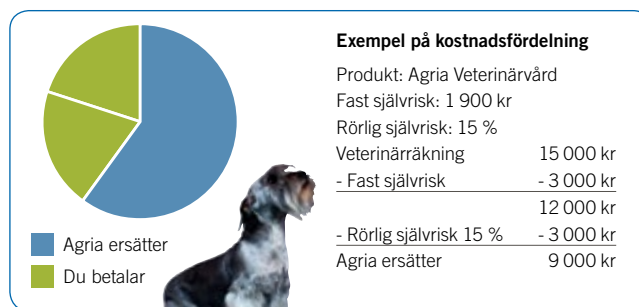 Exempel på kostnadsfördelning
Produkt: Agria Veterinärvård
Fast självrisk: 1 900 kr
Rörlig självrisk: 15 %
Veterinärräkning 15 000 kr
- Fast självrisk - 3 000 kr
12 000 kr
- Rörlig självrisk 15 % - 3 000 kr
Agria ersätter 9 000 kr
Agria ersätter
Du betalar